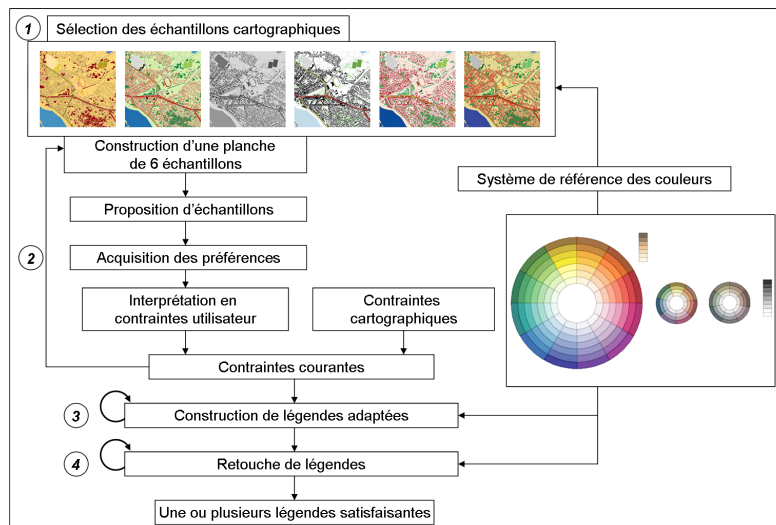 1
Sélection des échantillons cartographiques
Construction d'une planche
de 6 échantillons
Système de référence des couleurs
Proposition d'échantillons
2
Acquisition des préférences
Interprétation en
contraintes utilisateur
Contraintes
cartographiques
Contraintes courantes
3
Construction de légendes adaptées
4
Retouche de légendes
Une ou plusieurs légendes satisfaisantes